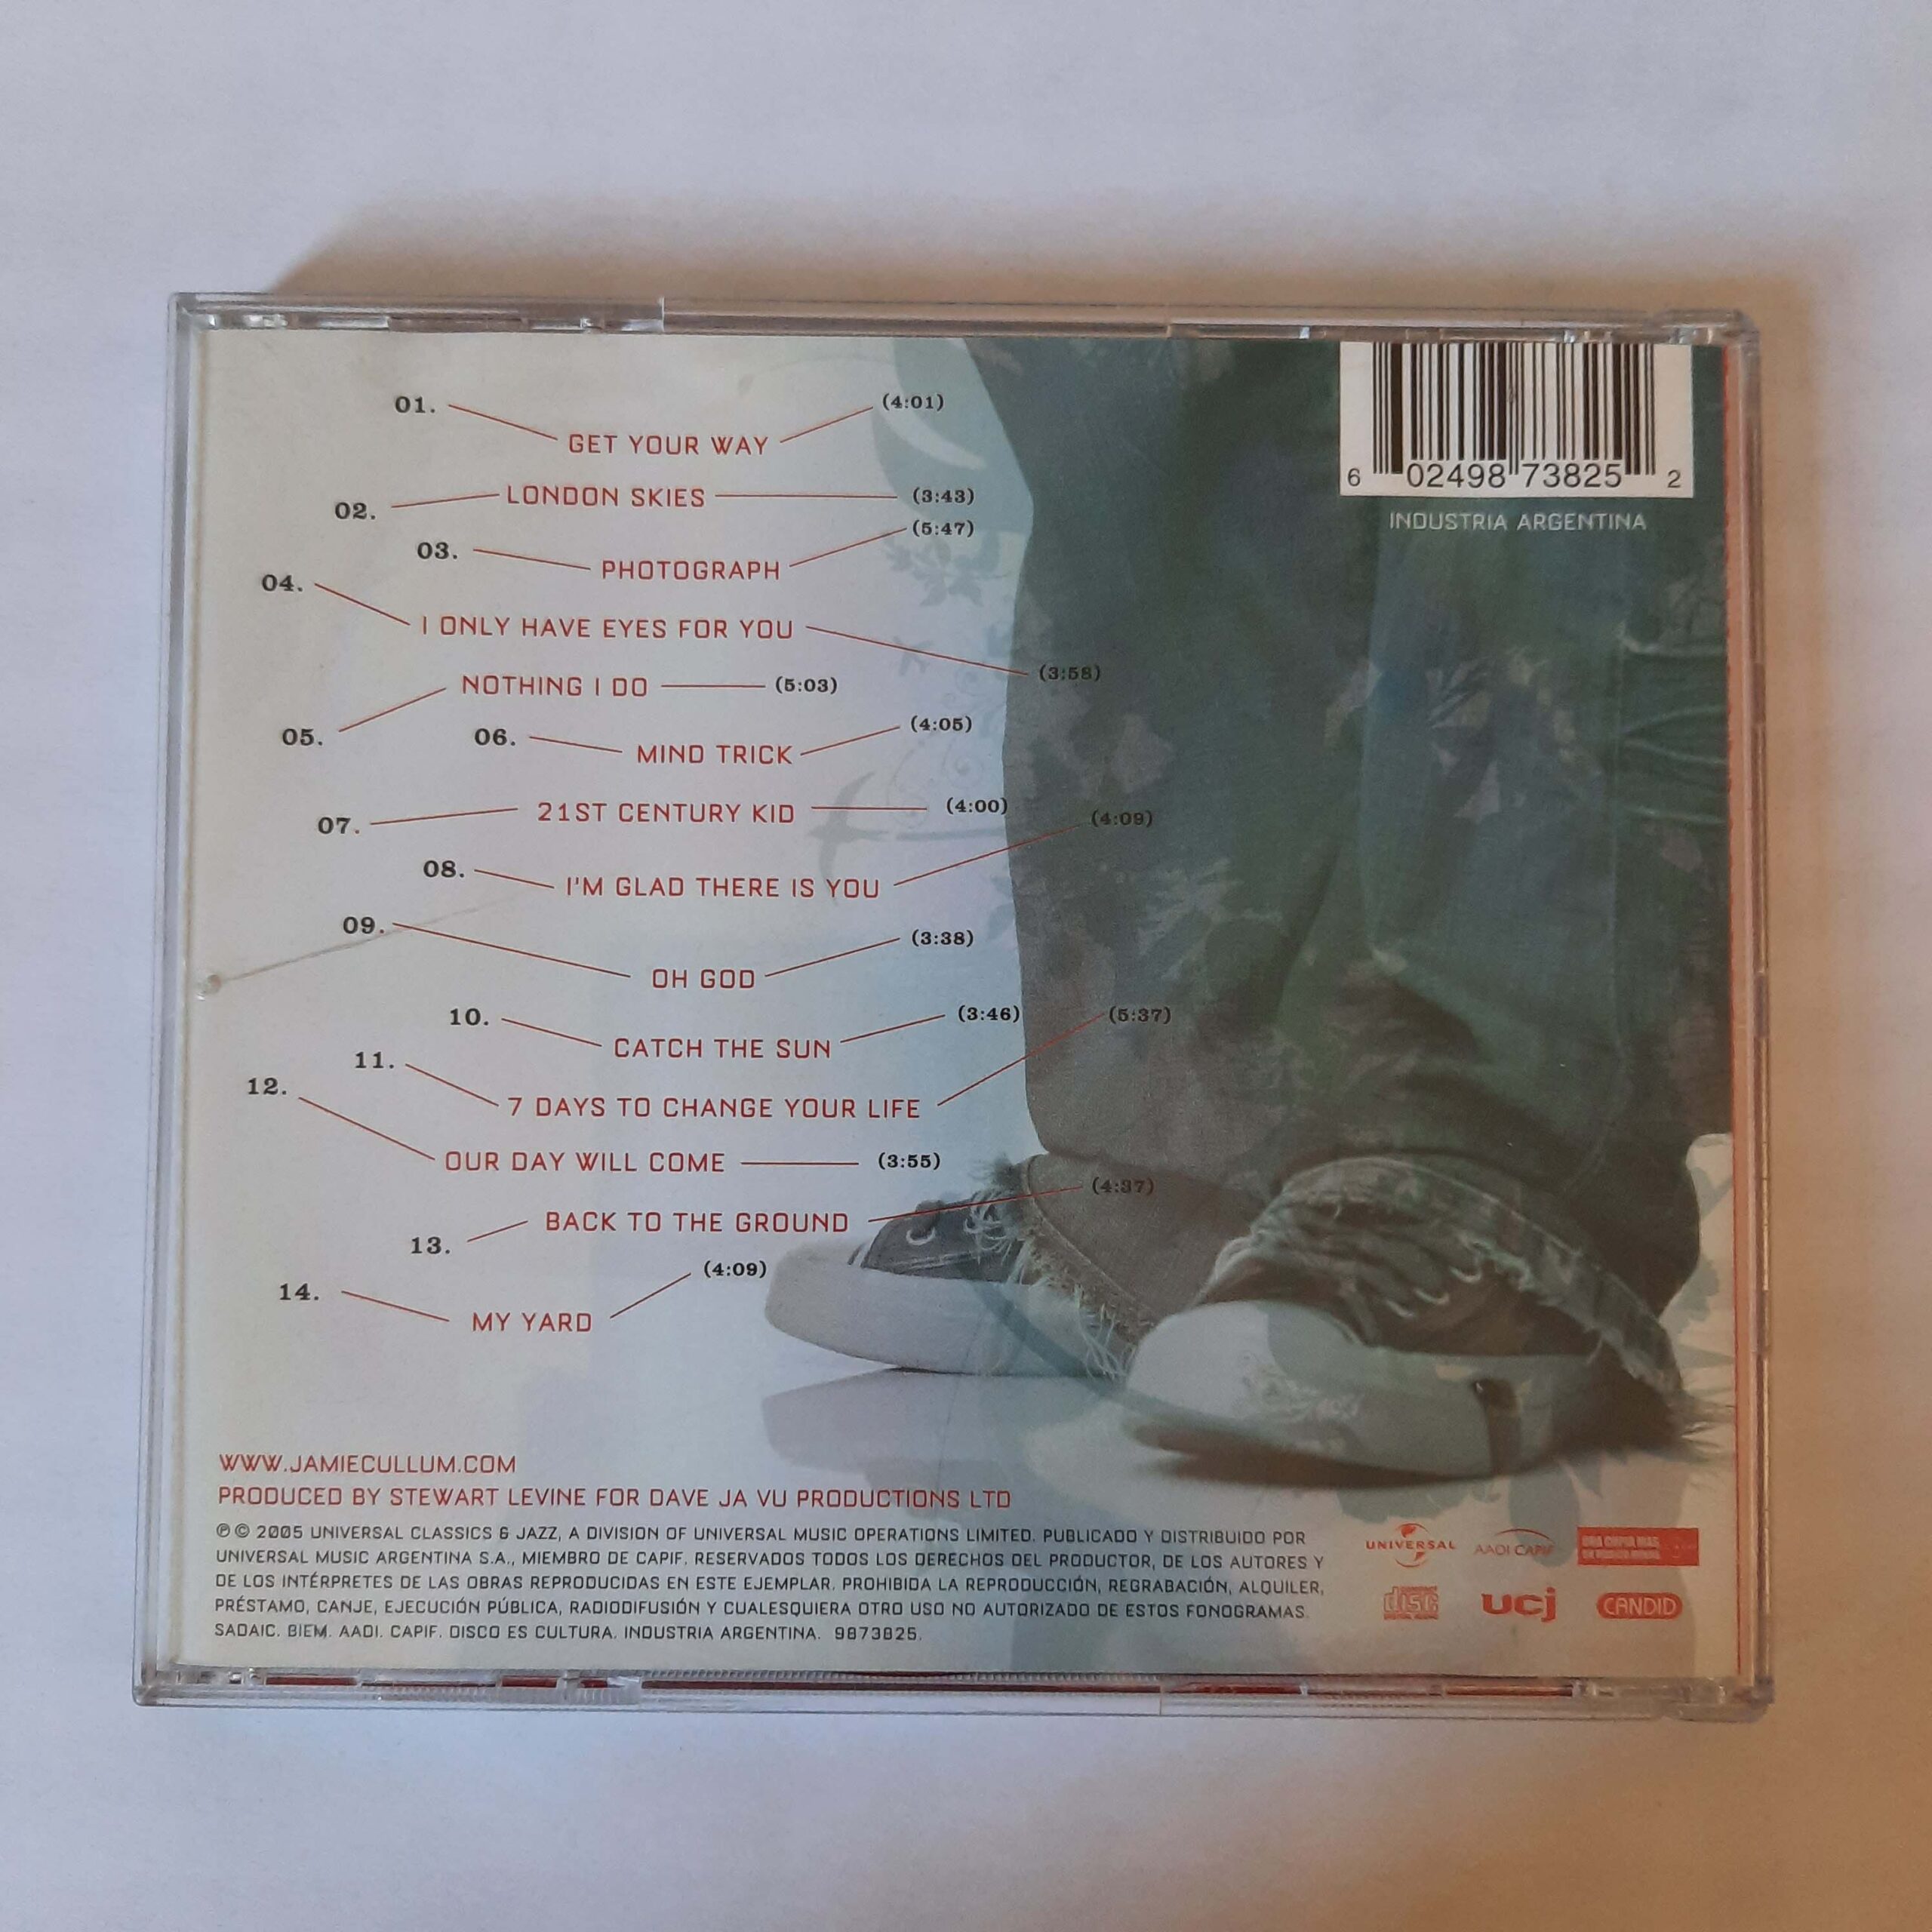 01. GET YOUR WAY (4:01)
02. LONDON SKIES (3:43)
03. PHOTOGRAPH (5:47)
04. I ONLY HAVE EYES FOR YOU (3:58)
05. NOTHING I DO (5:03)
06. MIND TRICK (4:05)
07. 21ST CENTURY KID (4:00)
08. I'M GLAD THERE IS YOU (4:09)
09. OH GOD (3:38)
10. CATCH THE SUN (3:46)
11. 7 DAYS TO CHANGE YOUR LIFE (5:37)
12. OUR DAY WILL COME (3:55)
13. BACK TO THE GROUND (4:37)
14. MY YARD (4:09)
6 02498 73825 2
INDUSTRIA ARGENTINA
WWW.JAMIECULLUM.COM
PRODUCED BY STEWART LEVINE FOR DAVE JA VU PRODUCTIONS LTD
℗ © 2005 UNIVERSAL CLASSICS & JAZZ, A DIVISION OF UNIVERSAL MUSIC OPERATIONS LIMITED. PUBLICADO Y DISTRIBUIDO POR
UNIVERSAL MUSIC ARGENTINA S.A., MIEMBRO DE CAPIF. RESERVADOS TODOS LOS DERECHOS DEL PRODUCTOR, DE LOS AUTORES Y
DE LOS INTÉRPRETES DE LAS OBRAS REPRODUCIDAS EN ESTE EJEMPLAR. PROHIBIDA LA REPRODUCCIÓN, REGRABACIÓN, ALQUILER,
PRÉSTAMO, CANJE, EJECUCIÓN PÚBLICA, RADIODIFUSIÓN Y CUALESQUIERA OTRO USO NO AUTORIZADO DE ESTOS FONOGRAMAS.
SADAIC. BIEM. AADI. CAPIF. DISCO ES CULTURA. INDUSTRIA ARGENTINA. 9873825.
UNIVERSAL AADI CAPIF
COMPACT
disc
DIGITAL AUDIO
ucj CANDID